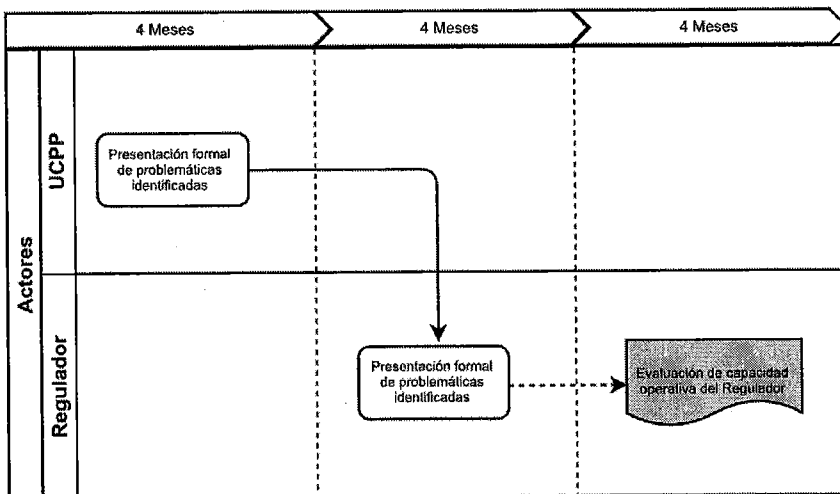 4 Meses
4 Meses
4 Meses
Actores
UCPP
Presentación formal
de problemáticas
identificadas
Regulador
Presentación formal
de problemáticas
identificadas
Evaluación de capacidad
operativa del Regulador